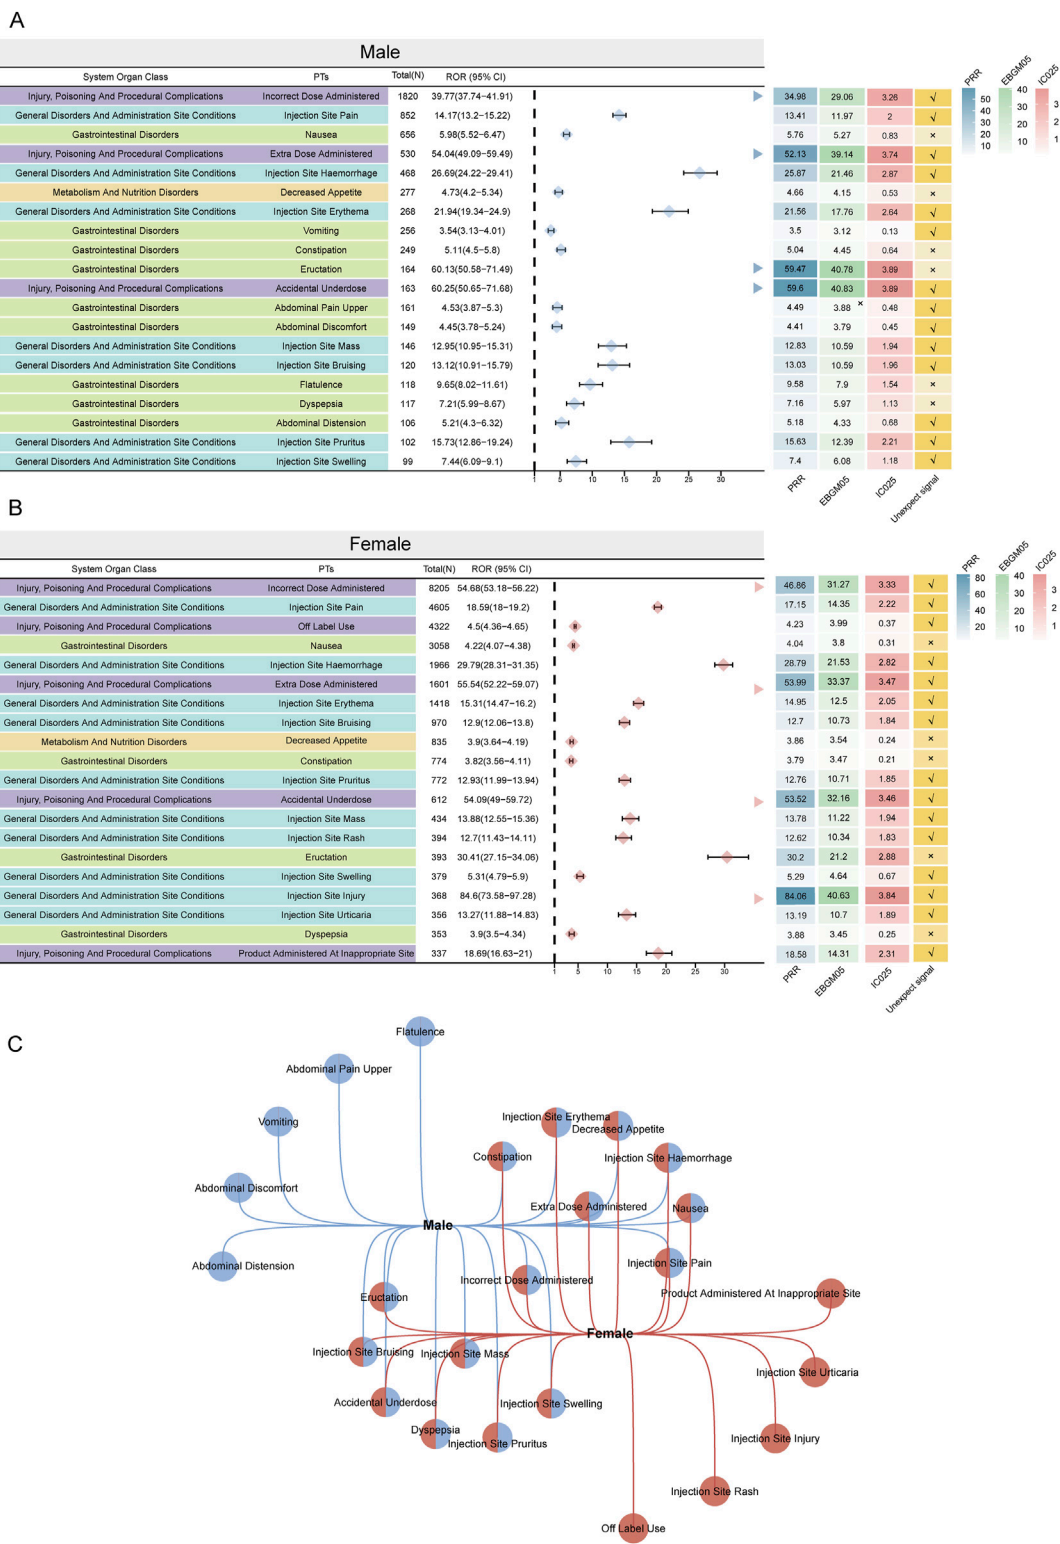 A
Male
System Organ Class PTs Total(N) ROR (95% CI)
Injury, Poisoning And Procedural Complications Incorrect Dose Administered 1820 39.77(37.74−41.91) 34.98 29.06 3.26 √
General Disorders And Administration Site Conditions Injection Site Pain 852 14.17(13.2−15.22) 13.41 11.97 2 √
Gastrointestinal Disorders Nausea 656 5.98(5.52−6.47) 5.76 5.27 0.83 ×
Injury, Poisoning And Procedural Complications Extra Dose Administered 530 54.04(49.09−59.49) 52.13 39.14 3.74 √
General Disorders And Administration Site Conditions Injection Site Haemorrhage 468 26.69(24.22−29.41) 25.87 21.46 2.87 √
Metabolism And Nutrition Disorders Decreased Appetite 277 4.73(4.2−5.34) 4.66 4.15 0.53 ×
General Disorders And Administration Site Conditions Injection Site Erythema 268 21.94(19.34−24.9) 21.56 17.76 2.64 √
Gastrointestinal Disorders Vomiting 256 3.54(3.13−4.01) 3.5 3.12 0.13 √
Gastrointestinal Disorders Constipation 249 5.11(4.5−5.8) 5.04 4.45 0.64 ×
Gastrointestinal Disorders Eructation 164 60.13(50.58−71.49) 59.47 40.78 3.89 ×
Injury, Poisoning And Procedural Complications Accidental Underdose 163 60.25(50.65−71.68) 59.6 40.83 3.89 √
Gastrointestinal Disorders Abdominal Pain Upper 161 4.53(3.87−5.3) 4.49 3.88 × 0.48 √
Gastrointestinal Disorders Abdominal Discomfort 149 4.45(3.78−5.24) 4.41 3.79 0.45 √
General Disorders And Administration Site Conditions Injection Site Mass 146 12.95(10.95−15.31) 12.83 10.59 1.94 √
General Disorders And Administration Site Conditions Injection Site Bruising 120 13.12(10.91−15.79) 13.03 10.59 1.96 √
Gastrointestinal Disorders Flatulence 118 9.65(8.02−11.61) 9.58 7.9 1.54 ×
Gastrointestinal Disorders Dyspepsia 117 7.21(5.99−8.67) 7.16 5.97 1.13 ×
Gastrointestinal Disorders Abdominal Distension 106 5.21(4.3−6.32) 5.18 4.33 0.68 √
General Disorders And Administration Site Conditions Injection Site Pruritus 102 15.73(12.86−19.24) 15.63 12.39 2.21 √
General Disorders And Administration Site Conditions Injection Site Swelling 99 7.44(6.09−9.1) 7.4 6.08 1.18 √
1 5 10 15 20 25 30
PRR EBGM05 IC025 Unexpect signal
PRR EBGM05 IC025
50 40 30 20 10
40 30 20 10
3 2 1
B
Female
System Organ Class PTs Total(N) ROR (95% CI)
Injury, Poisoning And Procedural Complications Incorrect Dose Administered 8205 54.68(53.18−56.22) 46.86 31.27 3.33 √
General Disorders And Administration Site Conditions Injection Site Pain 4605 18.59(18−19.2) 17.15 14.35 2.22 √
Injury, Poisoning And Procedural Complications Off Label Use 4322 4.5(4.36−4.65) 4.23 3.99 0.37 √
Gastrointestinal Disorders Nausea 3058 4.22(4.07−4.38) 4.04 3.8 0.31 ×
General Disorders And Administration Site Conditions Injection Site Haemorrhage 1966 29.79(28.31−31.35) 28.79 21.53 2.82 √
Injury, Poisoning And Procedural Complications Extra Dose Administered 1601 55.54(52.22−59.07) 53.99 33.37 3.47 √
General Disorders And Administration Site Conditions Injection Site Erythema 1418 15.31(14.47−16.2) 14.95 12.5 2.05 √
General Disorders And Administration Site Conditions Injection Site Bruising 970 12.9(12.06−13.8) 12.7 10.73 1.84 √
Metabolism And Nutrition Disorders Decreased Appetite 835 3.9(3.64−4.19) 3.86 3.54 0.24 ×
Gastrointestinal Disorders Constipation 774 3.82(3.56−4.11) 3.79 3.47 0.21 ×
General Disorders And Administration Site Conditions Injection Site Pruritus 772 12.93(11.99−13.94) 12.76 10.71 1.85 √
Injury, Poisoning And Procedural Complications Accidental Underdose 612 54.09(49−59.72) 53.52 32.16 3.46 √
General Disorders And Administration Site Conditions Injection Site Mass 434 13.88(12.55−15.36) 13.78 11.22 1.94 √
General Disorders And Administration Site Conditions Injection Site Rash 394 12.7(11.43−14.11) 12.62 10.34 1.83 √
Gastrointestinal Disorders Eructation 393 30.41(27.15−34.06) 30.2 21.2 2.88 ×
General Disorders And Administration Site Conditions Injection Site Swelling 379 5.31(4.79−5.9) 5.29 4.64 0.67 √
General Disorders And Administration Site Conditions Injection Site Injury 368 84.6(73.58−97.28) 84.06 40.63 3.84 √
General Disorders And Administration Site Conditions Injection Site Urticaria 356 13.27(11.88−14.83) 13.19 10.7 1.89 √
Gastrointestinal Disorders Dyspepsia 353 3.9(3.5−4.34) 3.88 3.45 0.25 ×
Injury, Poisoning And Procedural Complications Product Administered At Inappropriate Site 337 18.69(16.63−21) 18.58 14.31 2.31 √
1 5 10 15 20 25 30
PRR EBGM05 IC025 Unexpect signal
PRR EBGM05 IC025
80 60 40 20
40 30 20 10
3 2 1
C
Flatulence
Abdominal Pain Upper
Vomiting
Injection Site Erythema
Decreased Appetite
Constipation
Injection Site Haemorrhage
Abdominal Discomfort
Extra Dose Administered
Nausea
Male
Abdominal Distension
Injection Site Pain
Incorrect Dose Administered
Product Administered At Inappropriate Site
Eructation
Female
Injection Site Bruising
Injection Site Mass
Injection Site Urticaria
Accidental Underdose
Injection Site Swelling
Dyspepsia
Injection Site Pruritus
Injection Site Injury
Injection Site Rash
Off Label Use